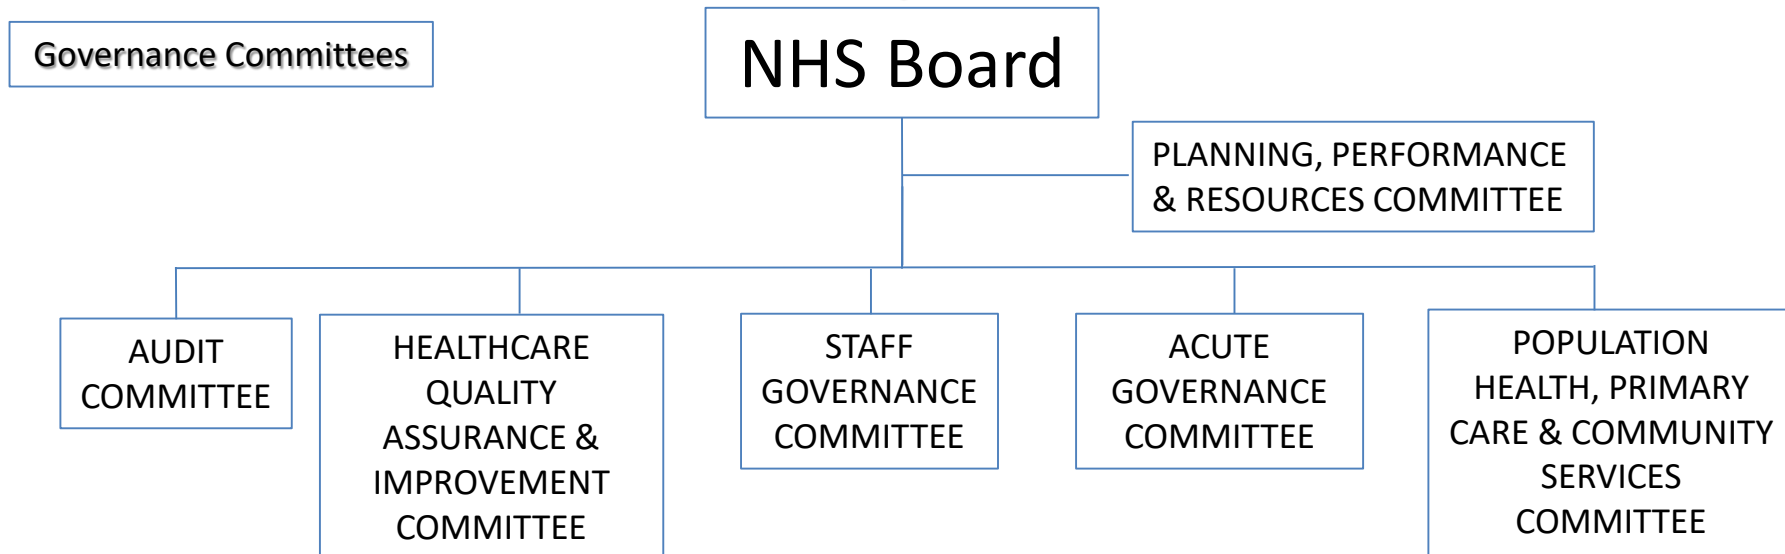 Governance Committees
NHS Board
PLANNING, PERFORMANCE
& RESOURCES COMMITTEE
AUDIT
COMMITTEE
HEALTHCARE
QUALITY
ASSURANCE &
IMPROVEMENT
COMMITTEE
STAFF
GOVERNANCE
COMMITTEE
ACUTE
GOVERNANCE
COMMITTEE
POPULATION
HEALTH, PRIMARY
CARE & COMMUNITY
SERVICES
COMMITTEE